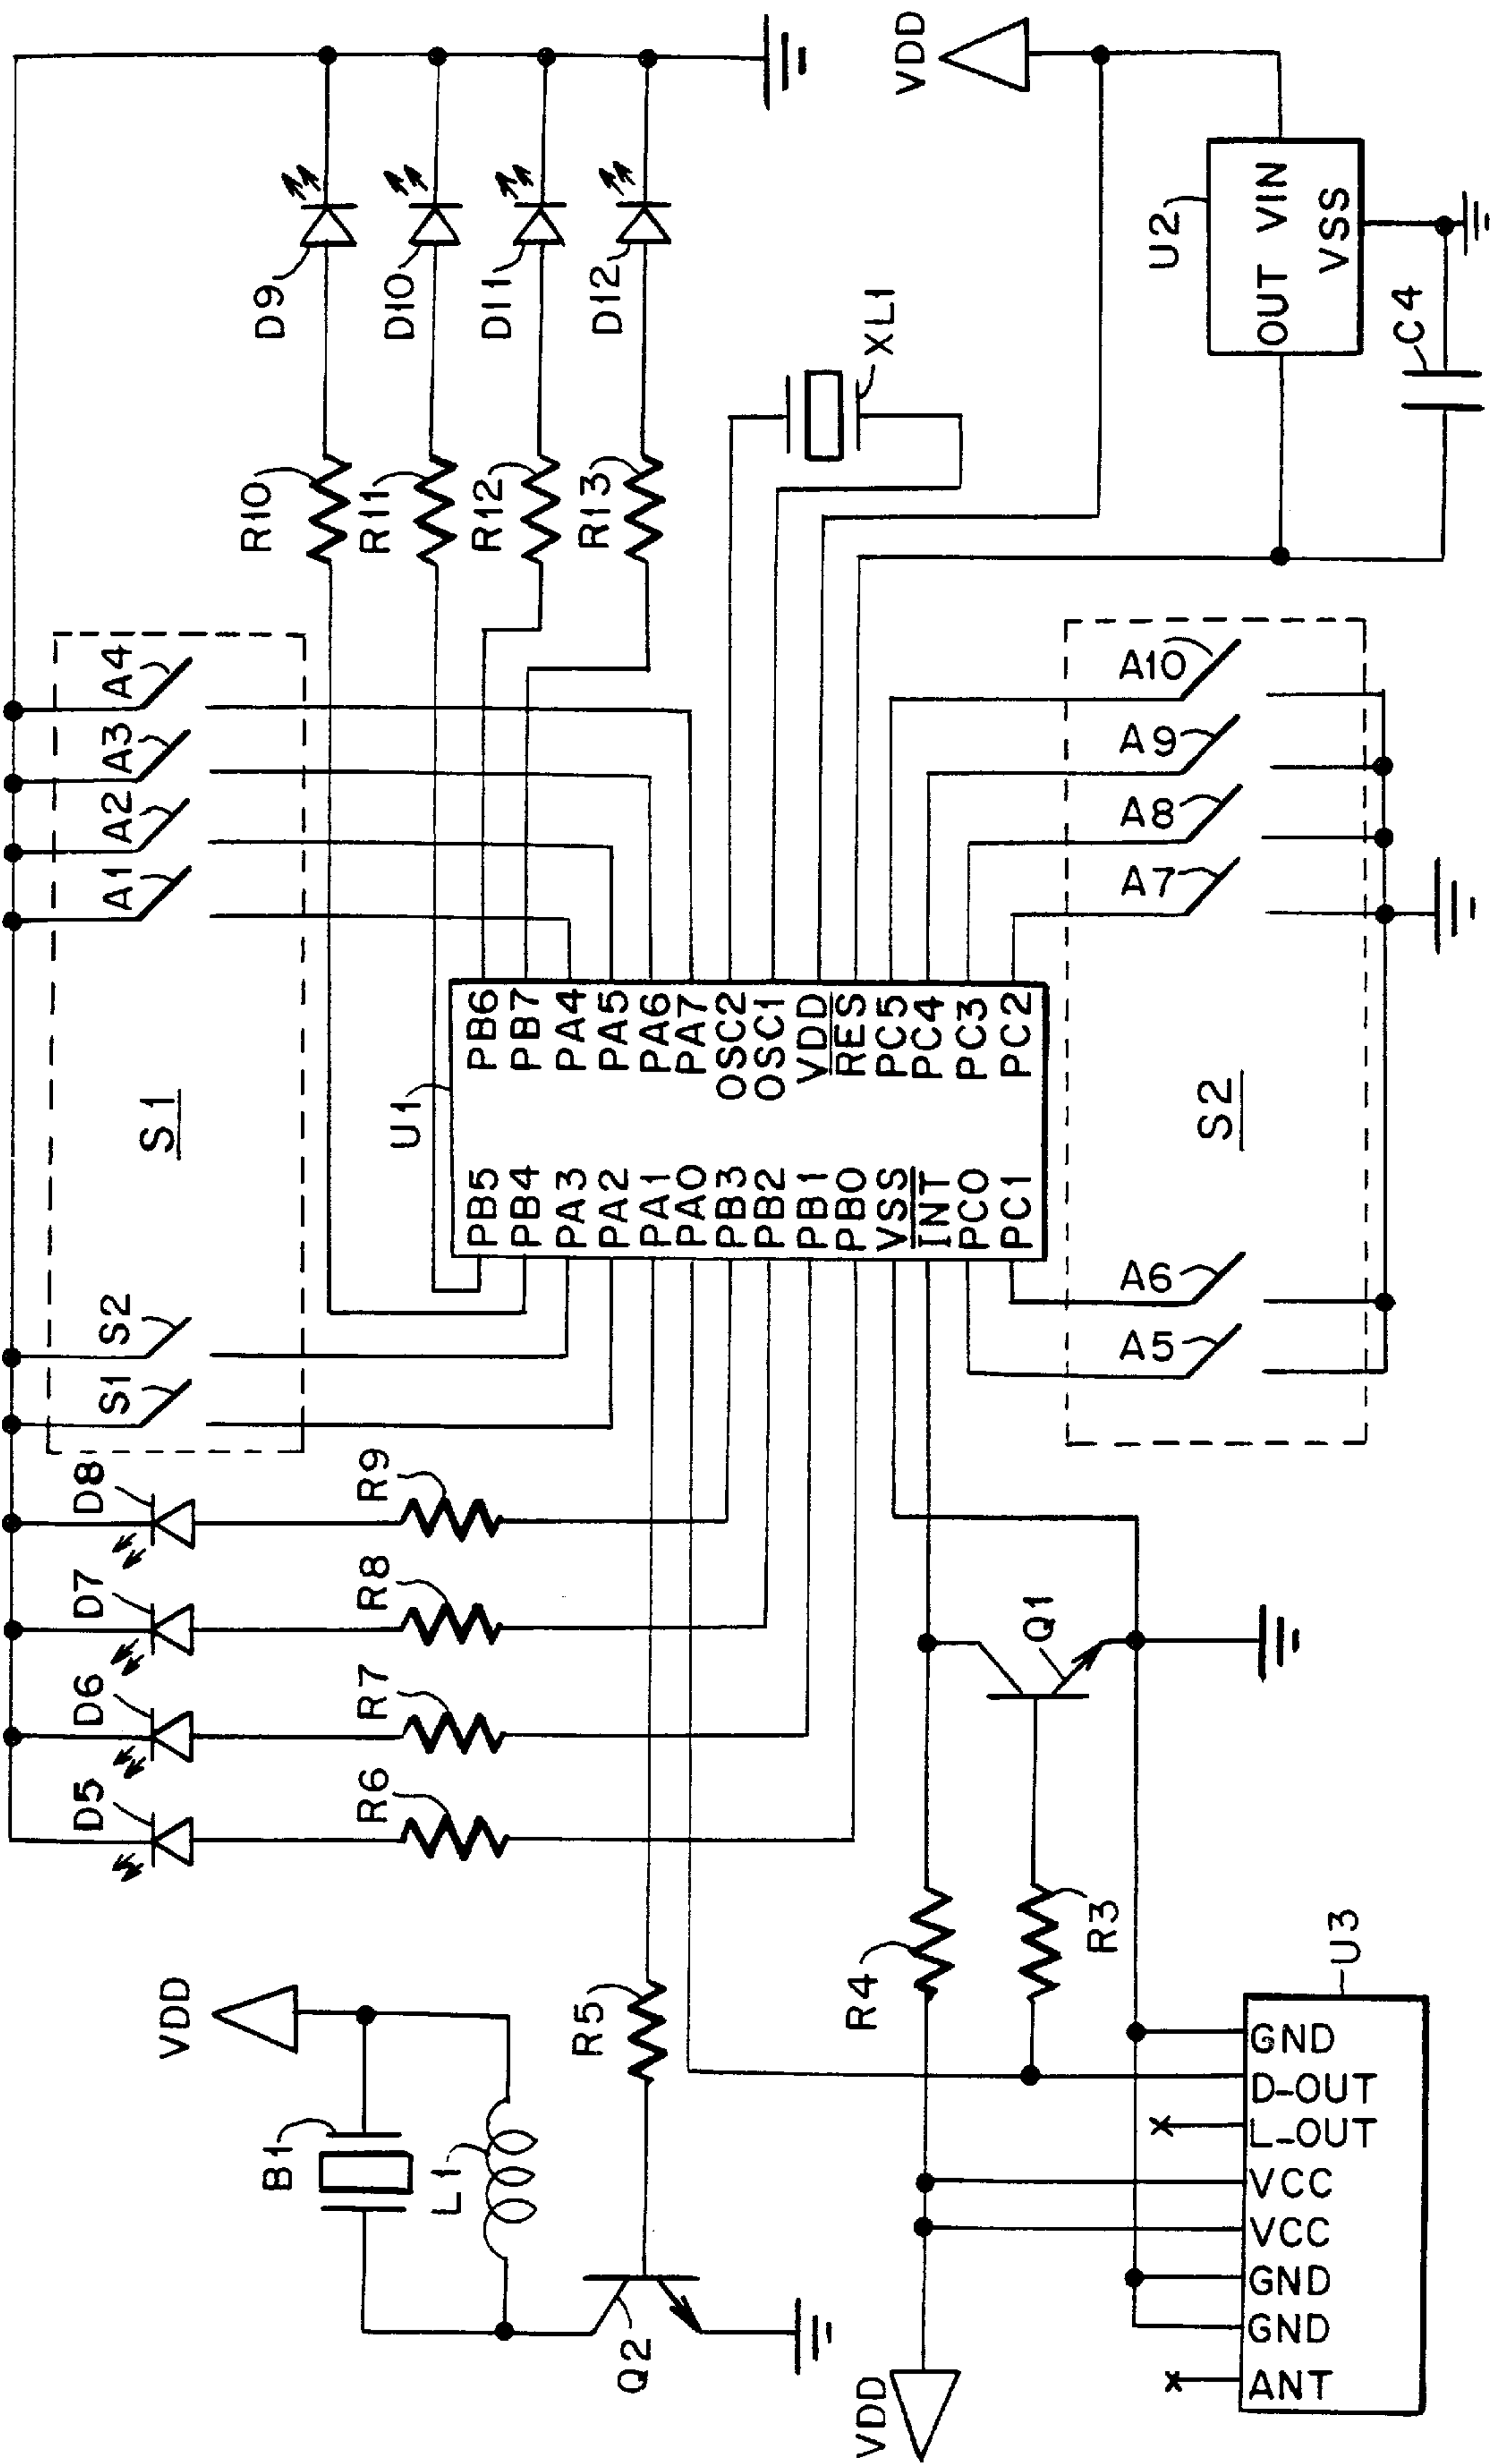 VDD
B1
L1
Q2
R5
D5
D6
D7
D8
R6
R7
R8
R9
S1
S2
S1
A1
A2
A3
A4
R10
R11
R12
R13
D9
D10
D11
D12
U1
PB5
PB4
PA3
PA2
PA1
PA0
PB3
PB2
PB1
PB0
VSS
INT
PC0
PC1
PB6
PB7
PA4
PA5
PA6
PA7
OSC2
OSC1
VDD
RES
PC5
PC4
PC3
PC2
XL1
VDD
U2
OUT VIN
VSS
C4
VDD
R4
R3
Q1
A5
A6
S2
A7
A8
A9
A10
U3
ANT
GND
GND
VCC
VCC
L-OUT
D-OUT
GND